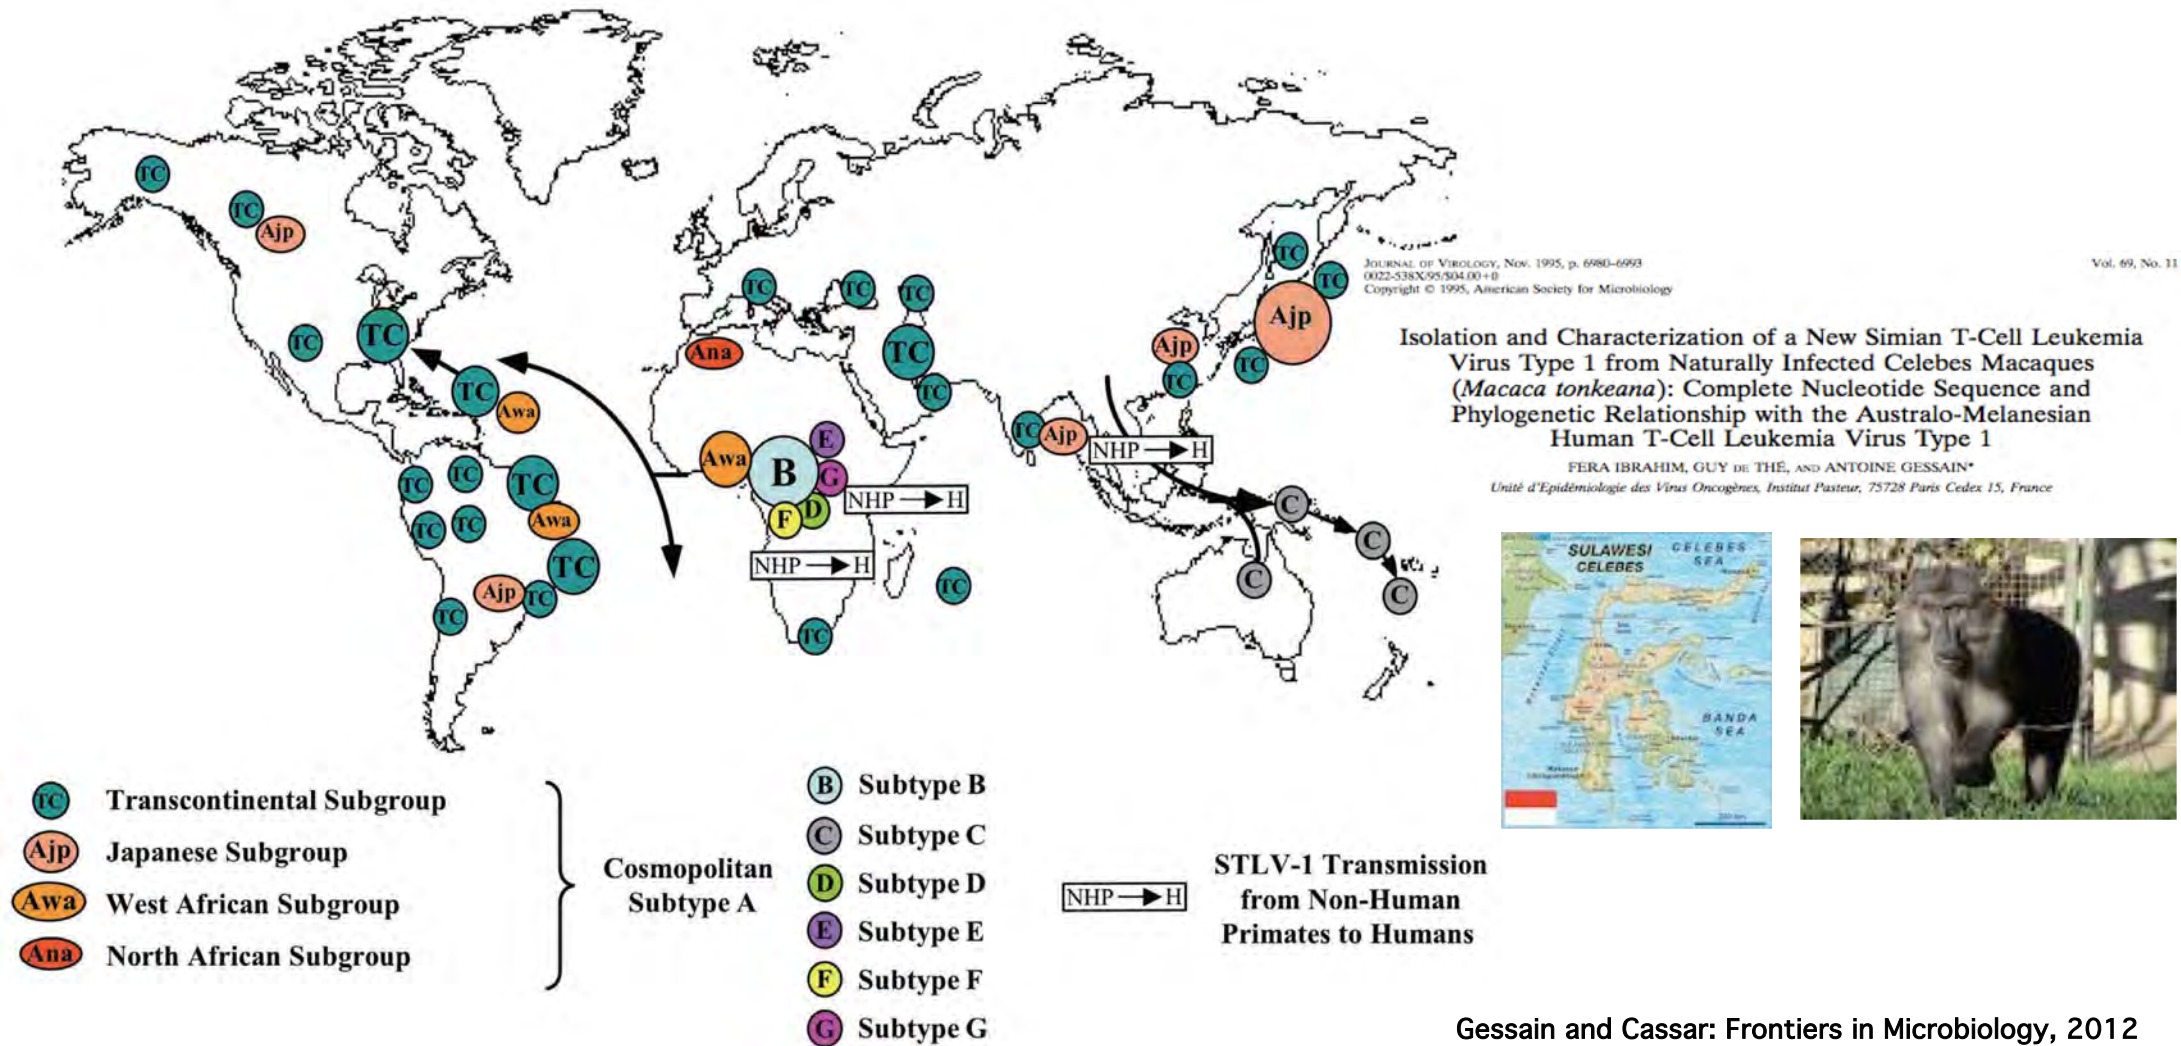 TC
TC
Ajp
TC
TC
TC
Awa
TC
TC
TC
TC
TC
Awa
TC
Ajp
TC
TC
TC
TC
TC
Ana
TC
TC
Awa
B
E
G
D
F
NHP → H
NHP → H
TC
TC
TC
Ajp
NHP → H
TC
TC
Ajp
Ajp
TC
TC
C
C
C
C
JOURNAL OF VIROLOGY, Nov. 1995, p. 6980–6993
Vol. 69, No. 11
0022-538X/95/$04.00+0
Copyright © 1995, American Society for Microbiology
Isolation and Characterization of a New Simian T-Cell Leukemia
Virus Type 1 from Naturally Infected Celebes Macaques
(Macaca tonkeana): Complete Nucleotide Sequence and
Phylogenetic Relationship with the Australo-Melanesian
Human T-Cell Leukemia Virus Type 1
FERA IBRAHIM, GUY DE THÉ, AND ANTOINE GESSAIN*
Unité d'Epidémiologie des Virus Oncogènes, Institut Pasteur, 75728 Paris Cedex 15, France
SULAWESI
CELEBES
CELEBES
SEA
BANDA
SEA
TC Transcontinental Subgroup
Ajp Japanese Subgroup
Awa West African Subgroup
Ana North African Subgroup
Cosmopolitan
Subtype A
B Subtype B
C Subtype C
D Subtype D
E Subtype E
F Subtype F
G Subtype G
NHP → H
STLV-1 Transmission
from Non-Human
Primates to Humans
Gessain and Cassar: Frontiers in Microbiology, 2012